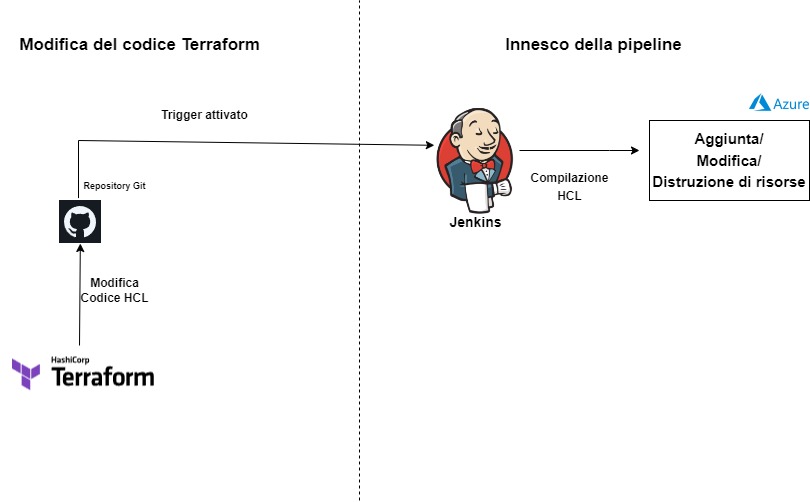 Modifica del codice Terraform
Innesco della pipeline
Trigger attivato
Azure
Aggiunta/
Modifica/
Distruzione di risorse
Compilazione
HCL
Repository Git
Jenkins
Modifica
Codice HCL
HashiCorp
Terraform